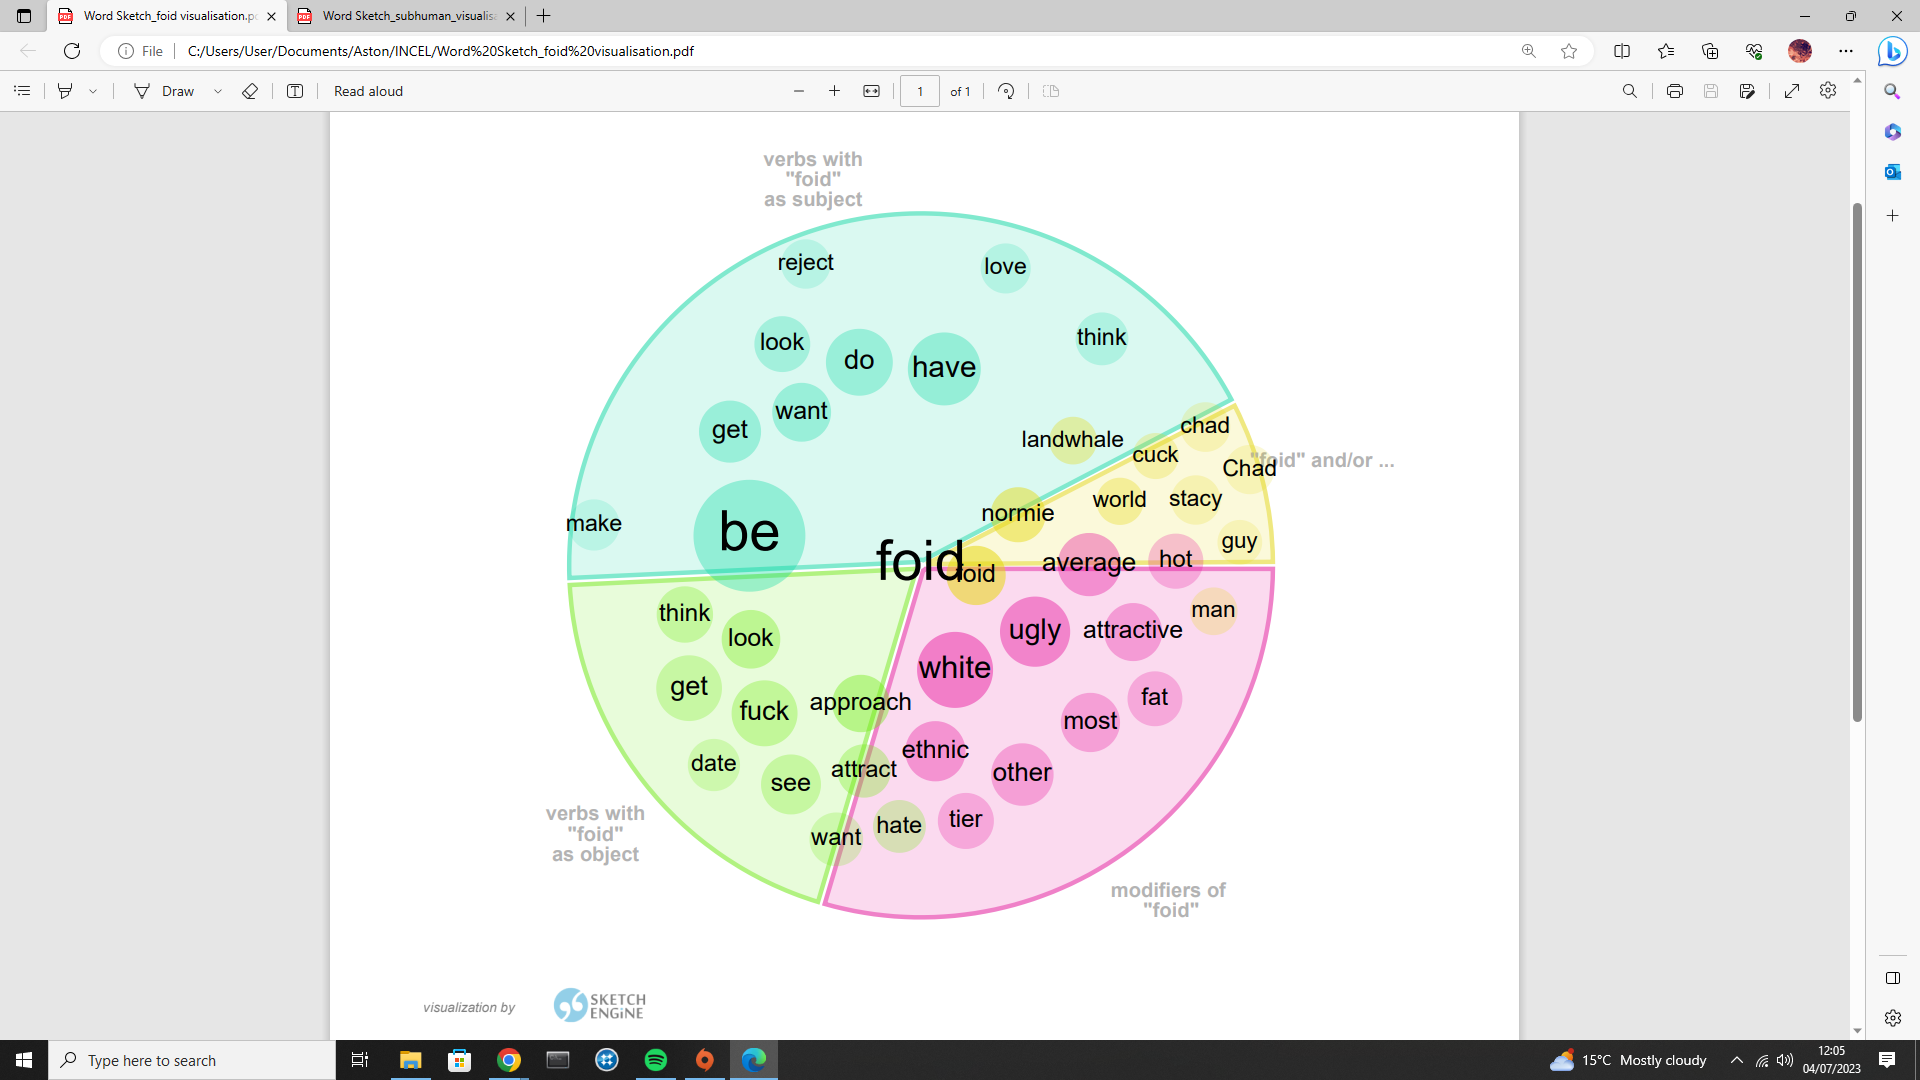 Word Sketch_foid visualisation.pd
Word Sketch_subhuman_visualisa
File
C:/Users/User/Documents/Aston/INCEL/Word%20Sketch_foid%20visualisation.pdf
Draw
Read aloud
1
of 1
verbs with
"foid"
as subject
reject
love
look
do
have
think
get
want
landwhale
chad
cuck
"foid" and/or ...
Chad
world
stacy
normie
make
be
guy
foid
foid
average
hot
think
look
ugly
attractive
man
white
get
fuck
approach
most
fat
date
see
attract
ethnic
other
want
hate
tier
verbs with
"foid"
as object
modifiers of
"foid"
visualization by
SKETCH
ENGINE
Type here to search
15°C Mostly cloudy
12:05
04/07/2023